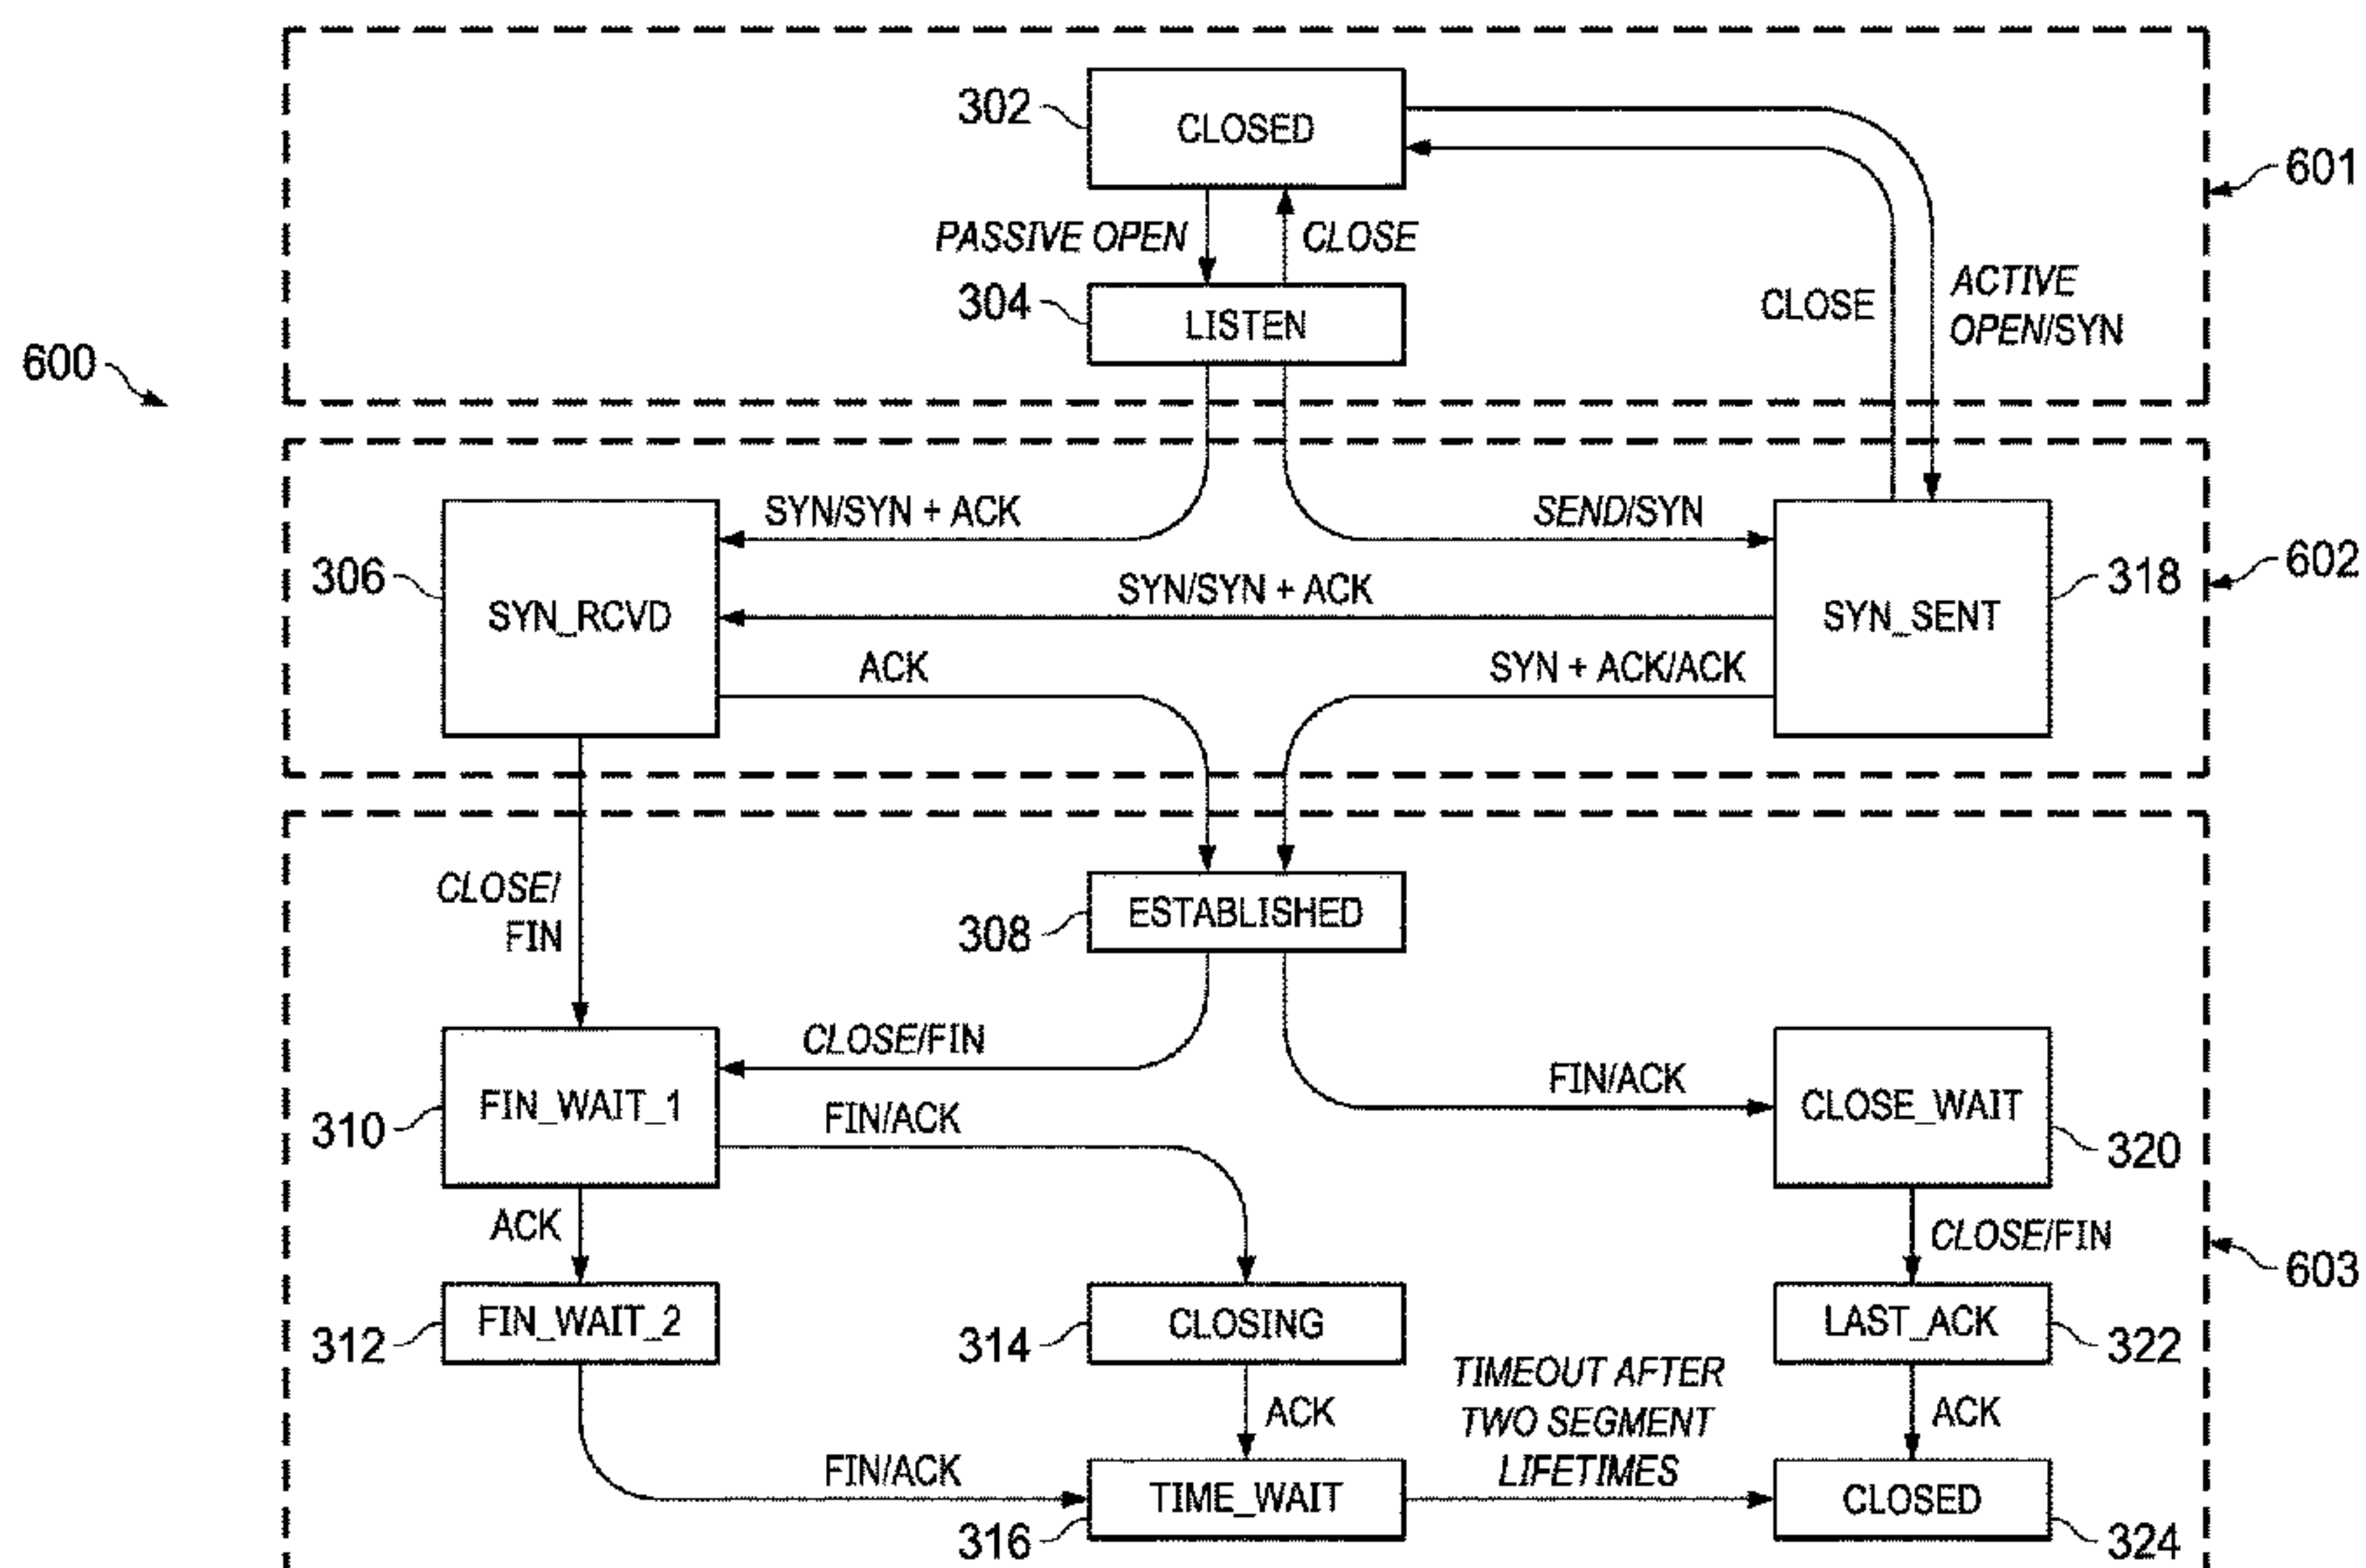 302
CLOSED
601
PASSIVE OPEN
CLOSE
304
LISTEN
CLOSE
ACTIVE
OPEN/SYN
600
SYN/SYN + ACK
SEND/SYN
306
SYN_RCVD
SYN/SYN + ACK
SYN_SENT
318
602
ACK
SYN + ACK/ACK
CLOSE/
FIN
308
ESTABLISHED
CLOSE/FIN
310
FIN_WAIT_1
FIN/ACK
FIN/ACK
CLOSE_WAIT
320
ACK
CLOSE/FIN
603
312
FIN_WAIT_2
314
CLOSING
LAST_ACK
322
ACK
TIMEOUT AFTER
TWO SEGMENT
LIFETIMES
ACK
FIN/ACK
316
TIME_WAIT
CLOSED
324